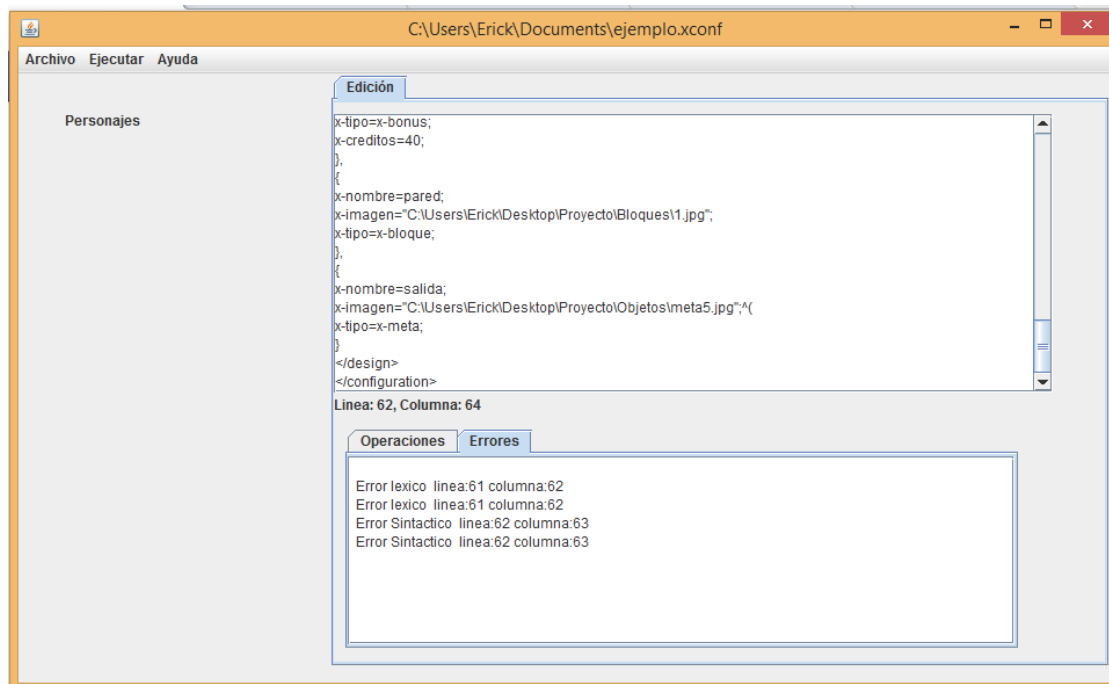 C:\Users\Erick\Documents\ejemplo.xconf
Archivo Ejecutar Ayuda
Personajes
Edición
x-tipo=x-bonus;
x-creditos=40;
},
{
x-nombre=pared;
x-imagen="C:\Users\Erick\Desktop\Proyecto\Bloques\1.jpg";
x-tipo=x-bloque;
},
{
x-nombre=salida;
x-imagen="C:\Users\Erick\Desktop\Proyecto\Objetos\meta5.jpg";^(
x-tipo=x-meta;
}
</design>
</configuration>
Linea: 62, Columna: 64
Operaciones Errores
Error lexico linea:61 columna:62
Error lexico linea:61 columna:62
Error Sintactico linea:62 columna:63
Error Sintactico linea:62 columna:63